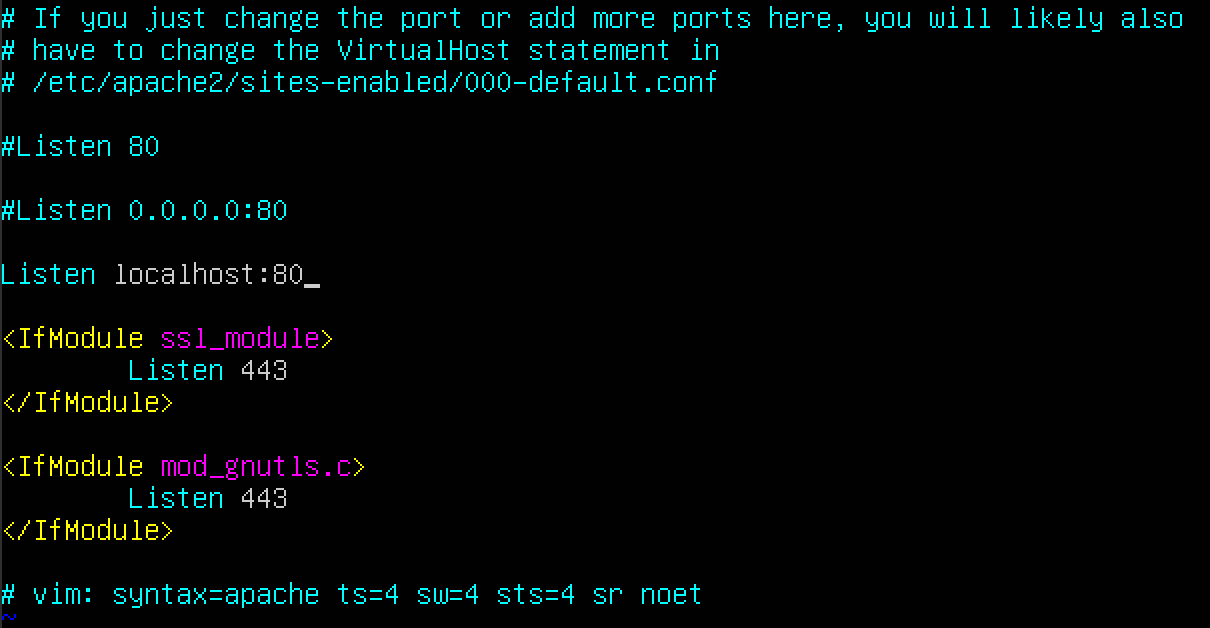 # If you just change the port or add more ports here, you will likely also
# have to change the VirtualHost statement in
# /etc/apache2/sites-enabled/000-default.conf
#Listen 80
#Listen 0.0.0.0:80
Listen localhost:80_
<IfModule ssl_module>
        Listen 443
</IfModule>
<IfModule mod_gnutls.c>
        Listen 443
</IfModule>
# vim: syntax=apache ts=4 sw=4 sts=4 sr noet
~